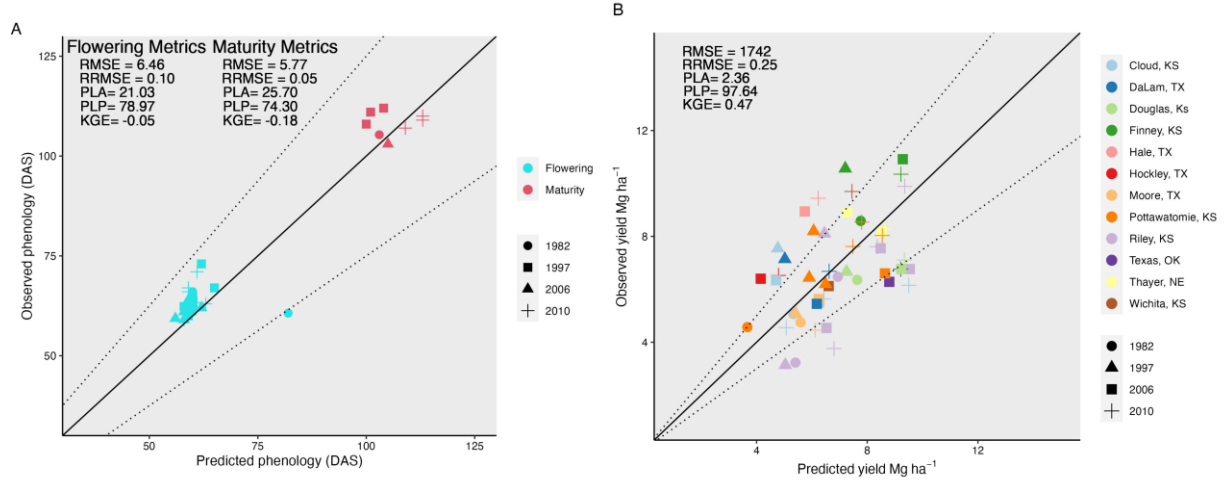 A
Flowering Metrics Maturity Metrics
RMSE = 6.46 RMSE = 5.77
RRMSE = 0.10 RRMSE = 0.05
PLA= 21.03 PLA= 25.70
PLP= 78.97 PLP= 74.30
KGE= -0.05 KGE= -0.18
125
100
75
50
Observed phenology (DAS)
50 75 100 125
Predicted phenology (DAS)
Flowering
Maturity
1982
1997
2006
2010
B
RMSE = 1742
RRMSE = 0.25
PLA= 2.36
PLP= 97.64
KGE= 0.47
12
8
4
Observed yield Mg ha⁻¹
4 8 12
Predicted yield Mg ha⁻¹
Cloud, KS
DaLam, TX
Douglas, Ks
Finney, KS
Hale, TX
Hockley, TX
Moore, TX
Pottawatomie, KS
Riley, KS
Texas, OK
Thayer, NE
Wichita, KS
1982
1997
2006
2010